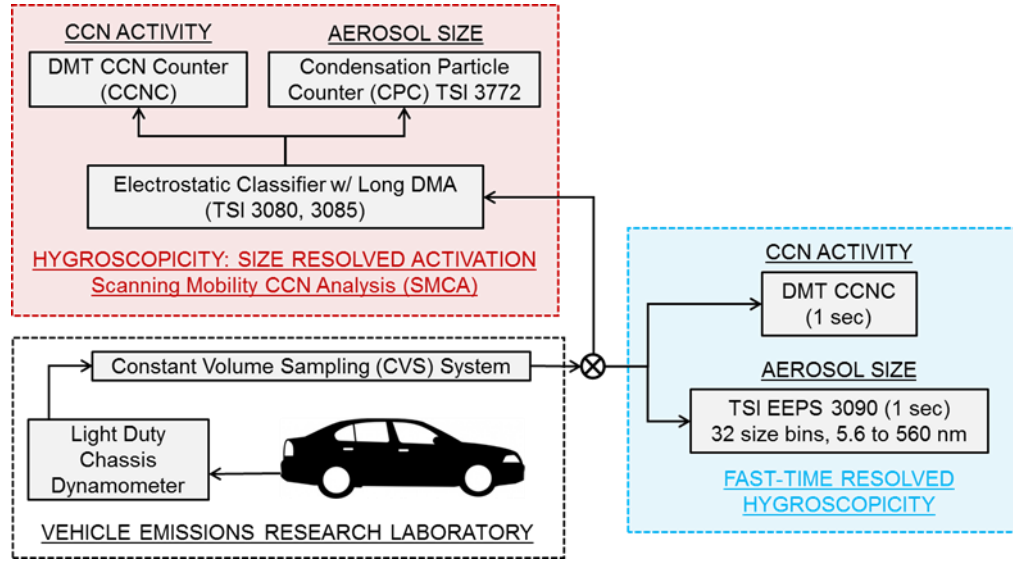 CCN ACTIVITY
DMT CCN Counter
(CCNC)
AEROSOL SIZE
Condensation Particle
Counter (CPC) TSI 3772
Electrostatic Classifier w/ Long DMA
(TSI 3080, 3085)
HYGROSCOPICITY: SIZE RESOLVED ACTIVATION
Scanning Mobility CCN Analysis (SMCA)
Constant Volume Sampling (CVS) System
Light Duty
Chassis
Dynamometer
VEHICLE EMISSIONS RESEARCH LABORATORY
CCN ACTIVITY
DMT CCNC
(1 sec)
AEROSOL SIZE
TSI EEPS 3090 (1 sec)
32 size bins, 5.6 to 560 nm
FAST-TIME RESOLVED
HYGROSCOPICITY